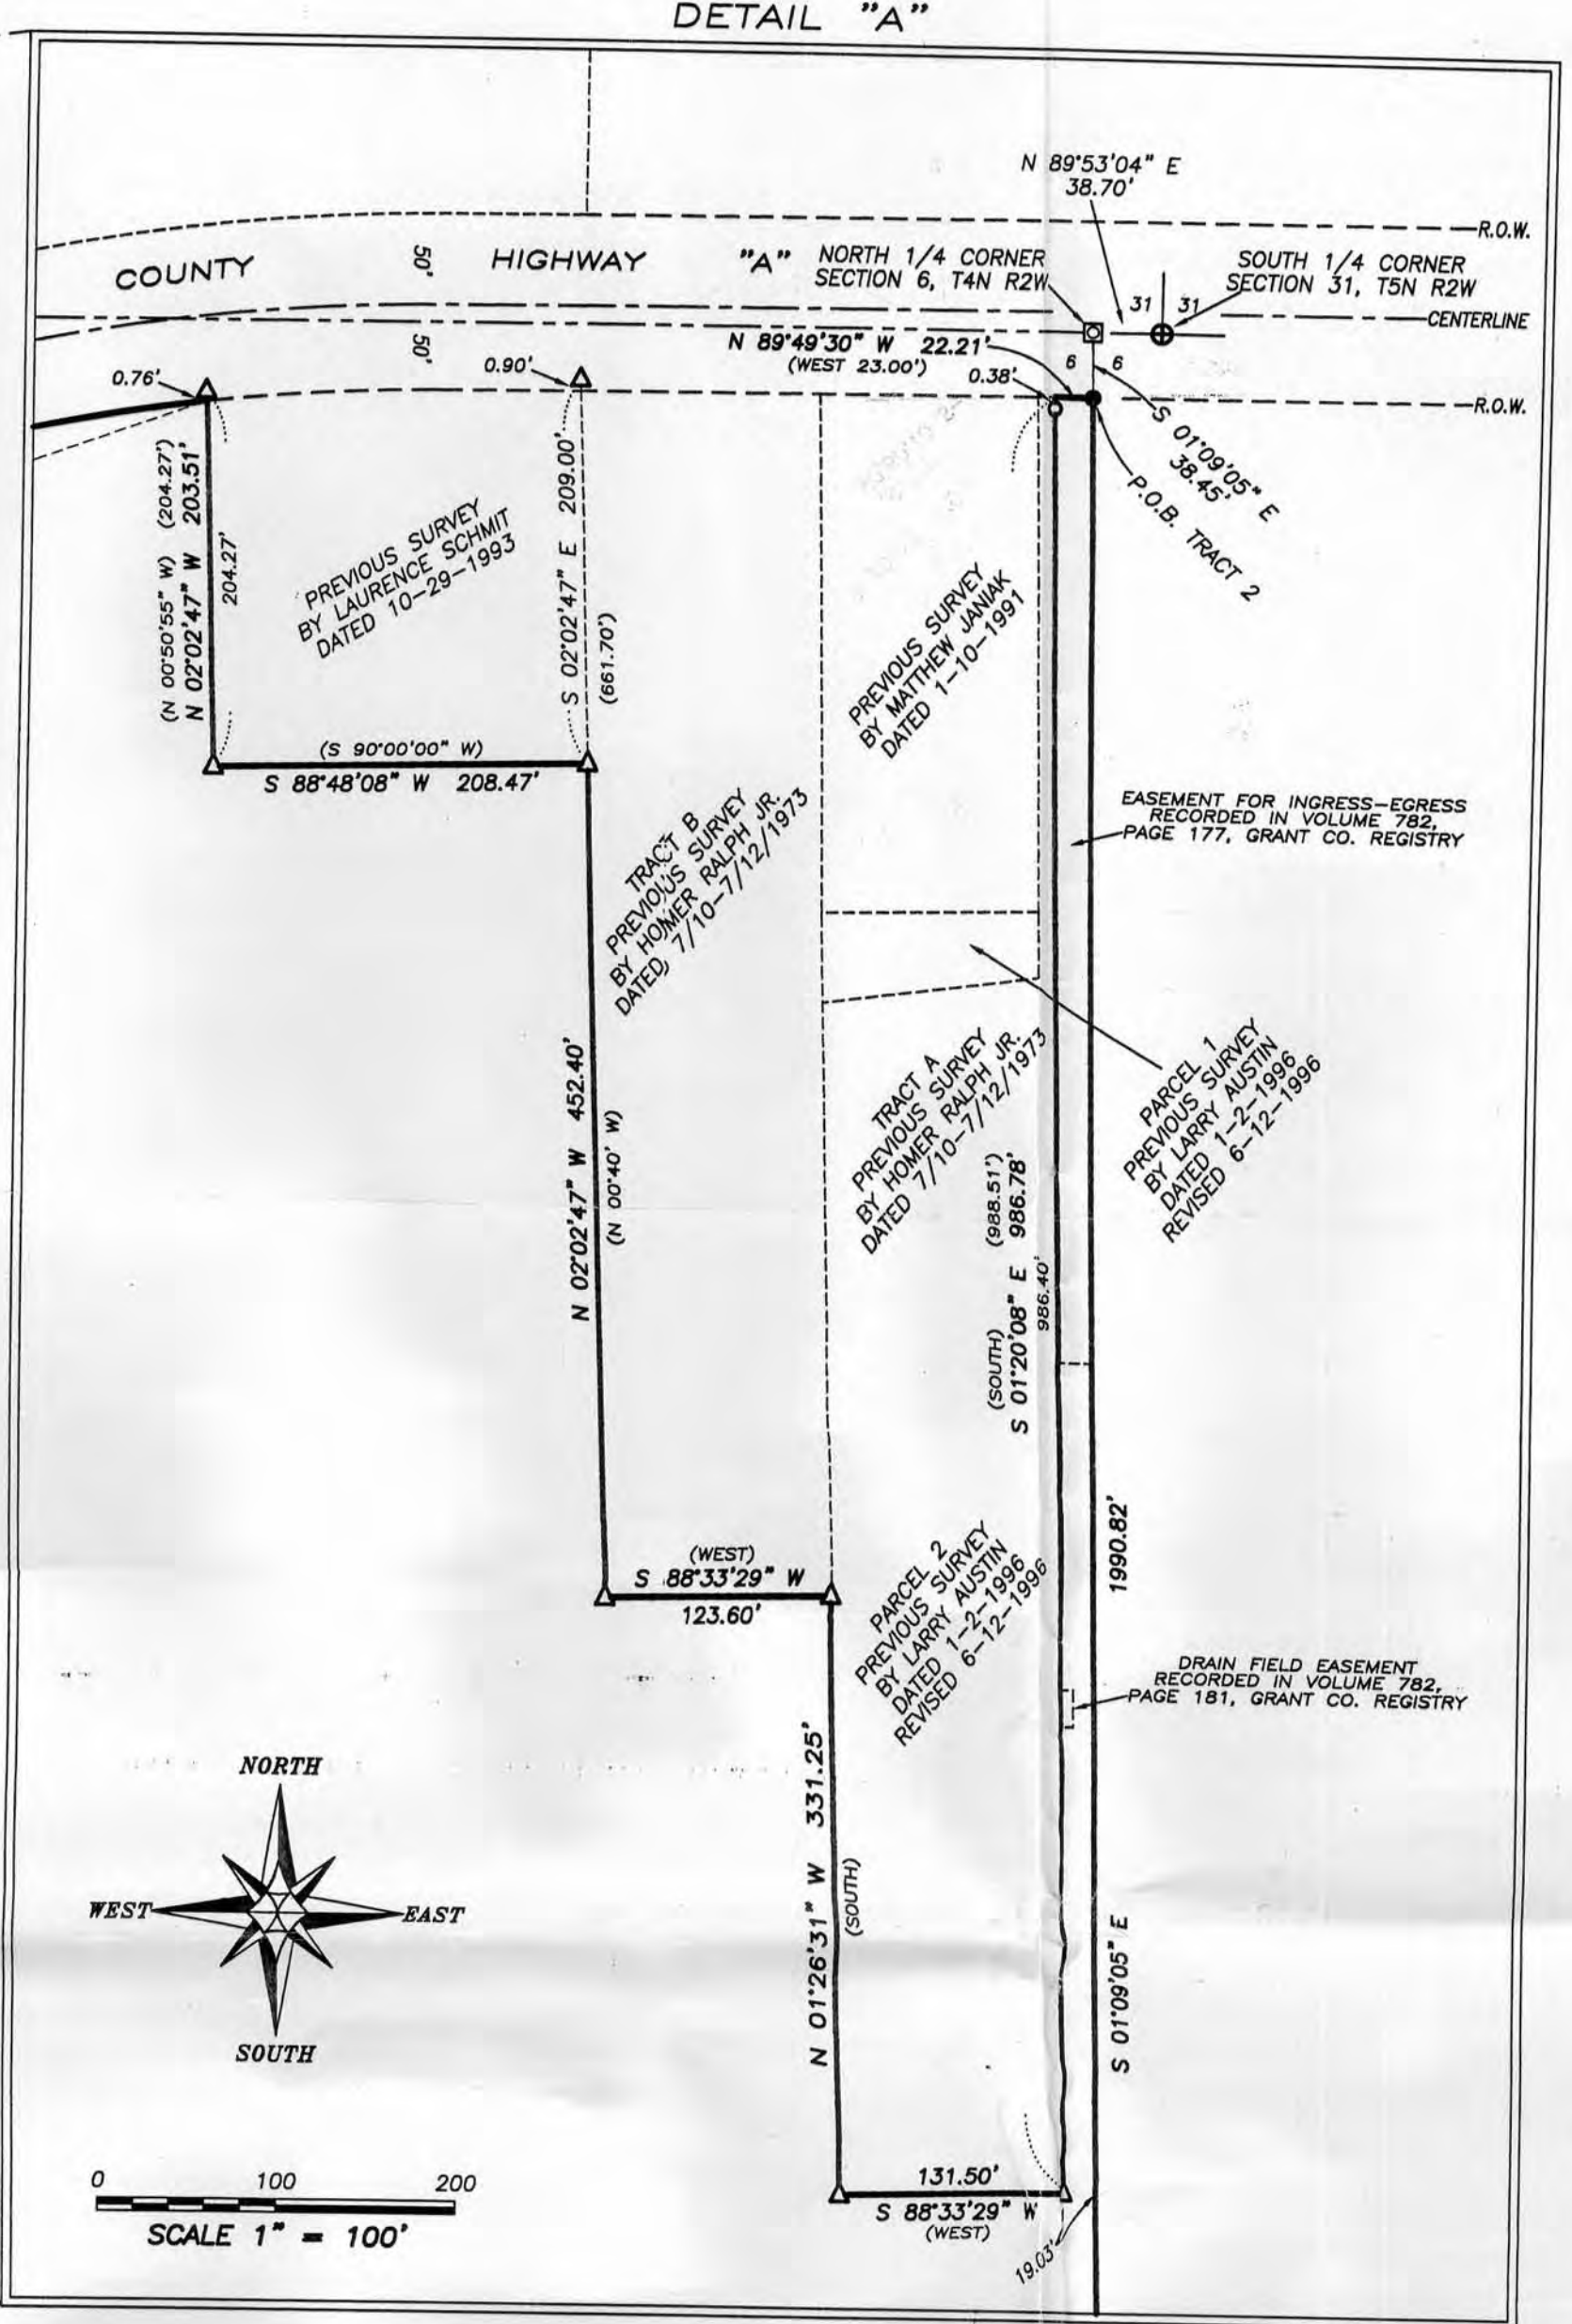 DETAIL "A"
N 89°53'04" E
38.70'
R.O.W.
COUNTY
50'
HIGHWAY
"A"
NORTH 1/4 CORNER
SECTION 6, T4N R2W
SOUTH 1/4 CORNER
SECTION 31, T5N R2W
31
31
CENTERLINE
50'
N 89°49'30" W 22.21'
(WEST 23.00')
6
6
0.76'
0.90'
0.38'
R.O.W.
S 01°09'05" E
38.45'
P.O.B. TRACT 2
(N 00°50'55" W) (204.27')
N 02°02'47" W 203.51'
204.27'
PREVIOUS SURVEY
BY LAURENCE SCHMIT
DATED 10-29-1993
S 02°02'47" E 209.00'
(661.70')
PREVIOUS SURVEY
BY MATTHEW JANIAK
DATED 1-10-1991
(S 90°00'00" W)
S 88°48'08" W 208.47'
TRACT B
PREVIOUS SURVEY
BY HOMER RALPH JR.
DATED, 7/10-7/12/1973
EASEMENT FOR INGRESS-EGRESS
RECORDED IN VOLUME 782,
PAGE 177, GRANT CO. REGISTRY
N 02°02'47" W 452.40'
(N 00°40' W)
TRACT A
PREVIOUS SURVEY
BY HOMER RALPH JR.
DATED 7/10-7/12/1973
PARCEL 1
PREVIOUS SURVEY
BY LARRY AUSTIN
DATED 1-2-1996
REVISED 6-12-1996
(SOUTH) (988.51')
S 01°20'08" E 986.78'
986.40'
(WEST)
S 88°33'29" W
123.60'
PARCEL 2
PREVIOUS SURVEY
BY LARRY AUSTIN
DATED 1-2-1996
REVISED 6-12-1996
1990.82'
DRAIN FIELD EASEMENT
RECORDED IN VOLUME 782,
PAGE 181, GRANT CO. REGISTRY
N 01°26'31" W 331.25'
(SOUTH)
S 01°09'05" E
NORTH
WEST
EAST
SOUTH
131.50'
S 88°33'29" W
(WEST)
19.03'
0 100 200
SCALE 1" = 100'